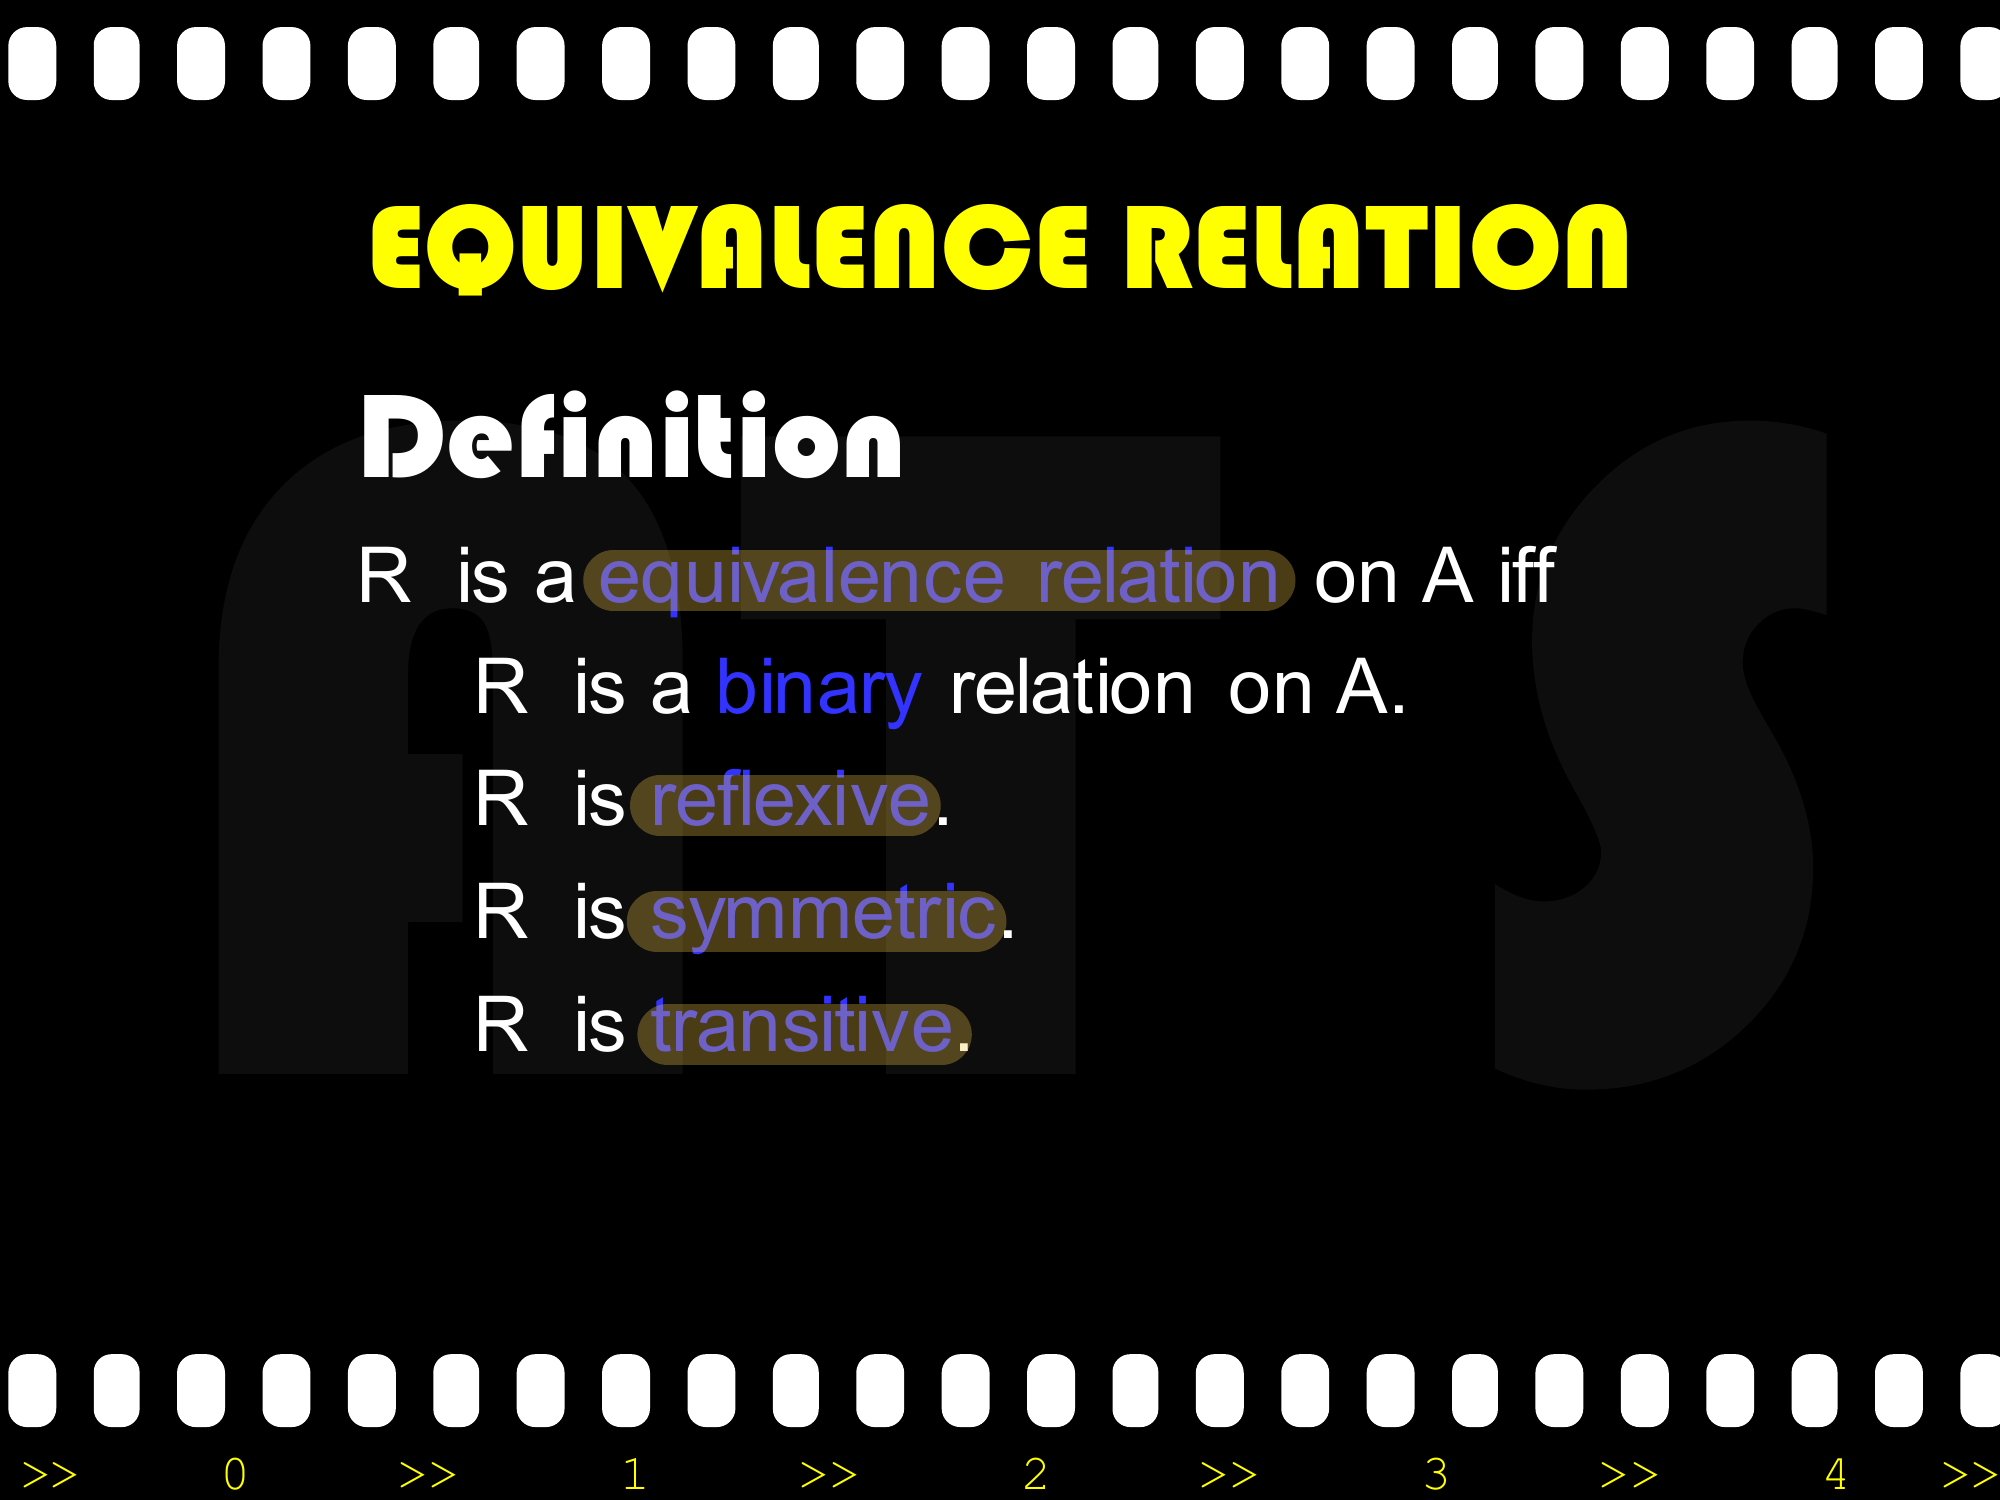 EQUIVALENCE RELATION
Definition
R is a equivalence relation on A iff
R is a binary relation on A.
R is reflexive.
R is symmetric.
R is transitive.
ATS
>> 0 >> 1 >> 2 >> 3 >> 4 >>